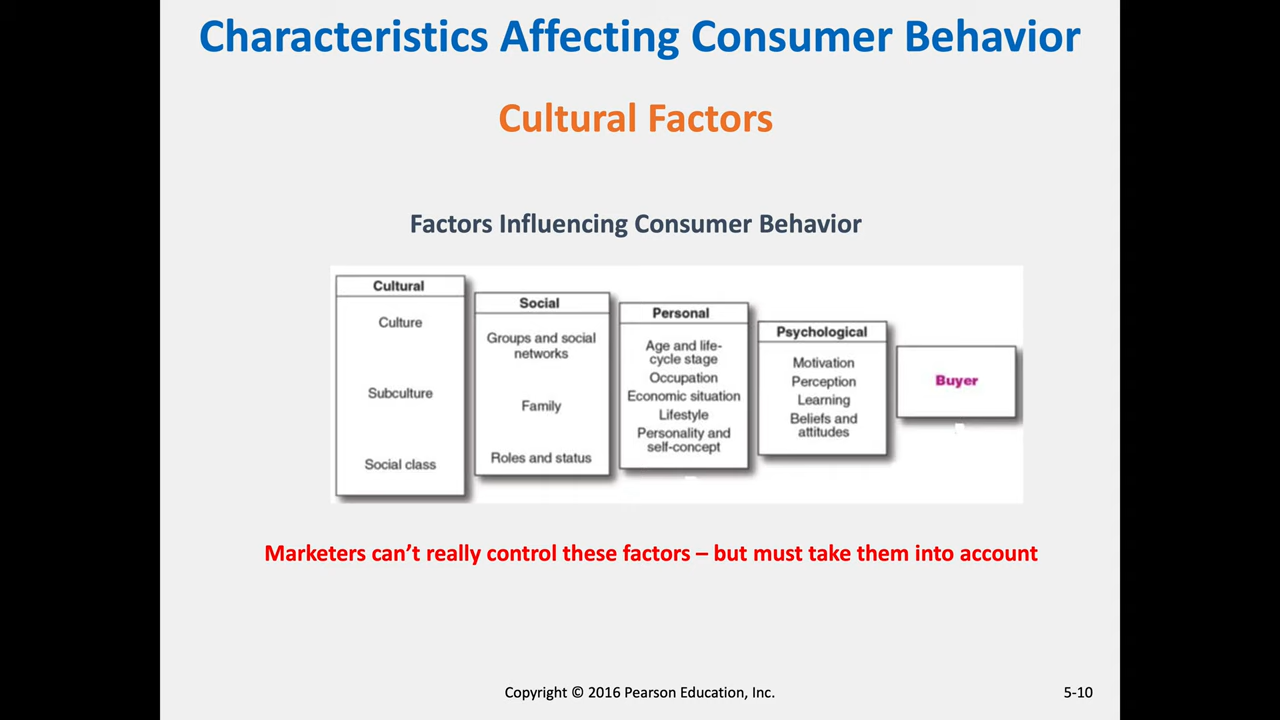 Characteristics Affecting Consumer Behavior
Cultural Factors
Factors Influencing Consumer Behavior
Cultural
Culture
Subculture
Social class
Social
Groups and social
networks
Family
Roles and status
Personal
Age and life-
cycle stage
Occupation
Economic situation
Lifestyle
Personality and
self-concept
Psychological
Motivation
Perception
Learning
Beliefs and
attitudes
Buyer
Marketers can’t really control these factors – but must take them into account
Copyright © 2016 Pearson Education, Inc.
5-10